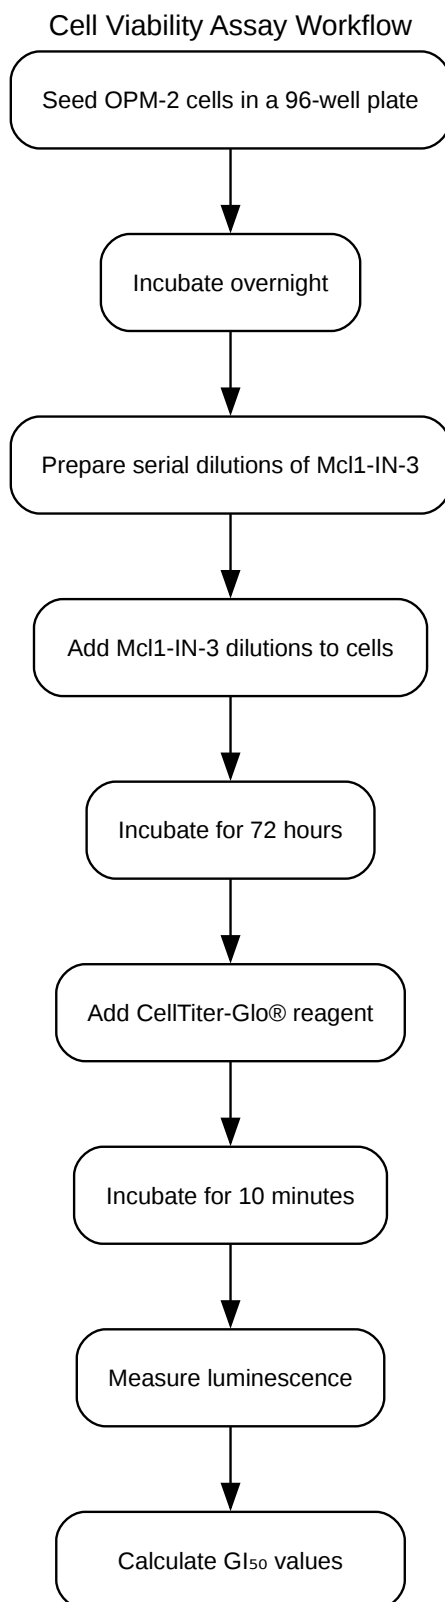 Cell Viability Assay Workflow
Seed OPM-2 cells in a 96-well plate
Incubate overnight
Prepare serial dilutions of Mcl1-IN-3
Add Mcl1-IN-3 dilutions to cells
Incubate for 72 hours
Add CellTiter-Glo® reagent
Incubate for 10 minutes
Measure luminescence
Calculate GI₅₀ values